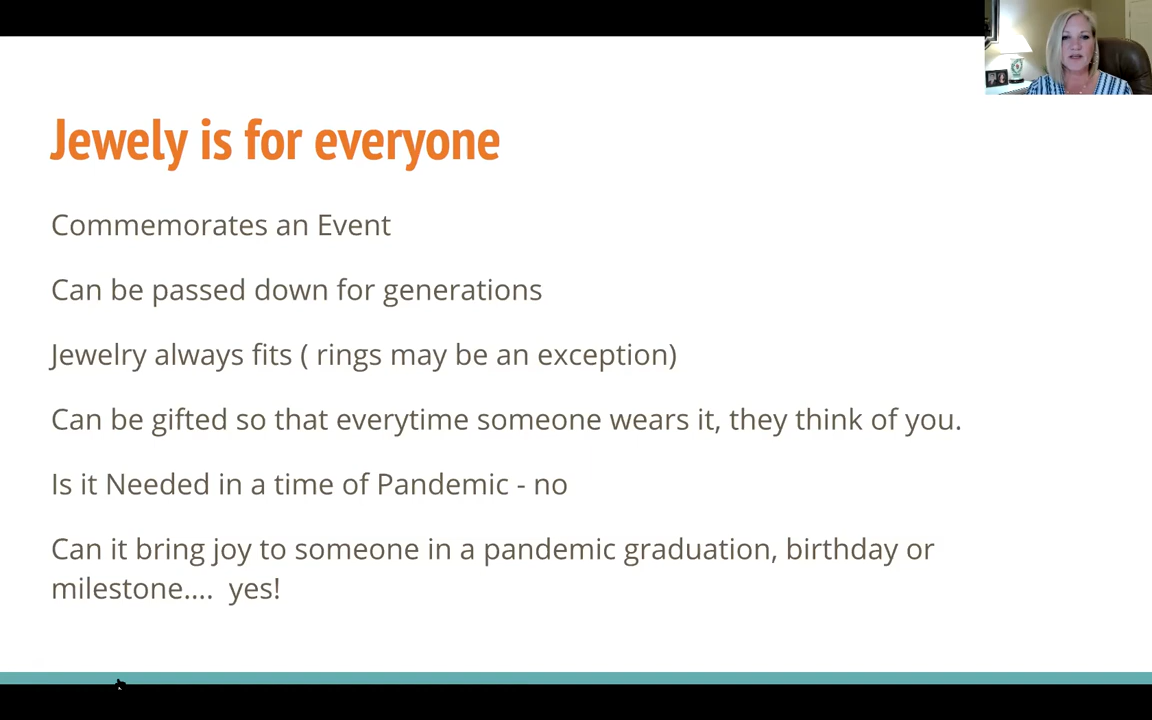 Jewely is for everyone
Commemorates an Event
Can be passed down for generations
Jewelry always fits ( rings may be an exception)
Can be gifted so that everytime someone wears it, they think of you.
Is it Needed in a time of Pandemic - no
Can it bring joy to someone in a pandemic graduation, birthday or
milestone.... yes!